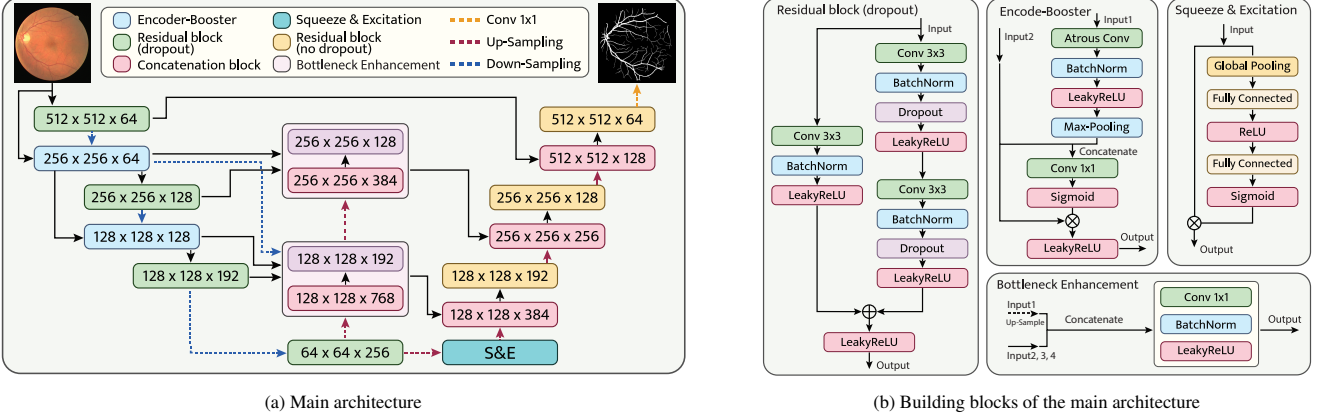 Encoder-Booster
Residual block
(dropout)
Concatenation block
Squeeze & Excitation
Residual block
(no dropout)
Bottleneck Enhancement
Conv 1x1
Up-Sampling
Down-Sampling
512 x 512 x 64
256 x 256 x 64
256 x 256 x 128
128 x 128 x 128
128 x 128 x 192
64 x 64 x 256
256 x 256 x 128
256 x 256 x 384
128 x 128 x 192
128 x 128 x 768
S&E
128 x 128 x 384
128 x 128 x 192
256 x 256 x 256
256 x 256 x 128
512 x 512 x 128
512 x 512 x 64
(a) Main architecture
Residual block (dropout)
Input
Conv 3x3
BatchNorm
Dropout
LeakyReLU
Conv 3x3
BatchNorm
Dropout
LeakyReLU
Conv 3x3
BatchNorm
LeakyReLU
LeakyReLU
Output
Encode-Booster
Input1
Input2
Atrous Conv
BatchNorm
LeakyReLU
Max-Pooling
Concatenate
Conv 1x1
Sigmoid
LeakyReLU
Output
Squeeze & Excitation
Input
Global Pooling
Fully Connected
ReLU
Fully Connected
Sigmoid
Output
Bottleneck Enhancement
Input1
Up-Sample
Input2, 3, 4
Concatenate
Conv 1x1
BatchNorm
LeakyReLU
Output
(b) Building blocks of the main architecture